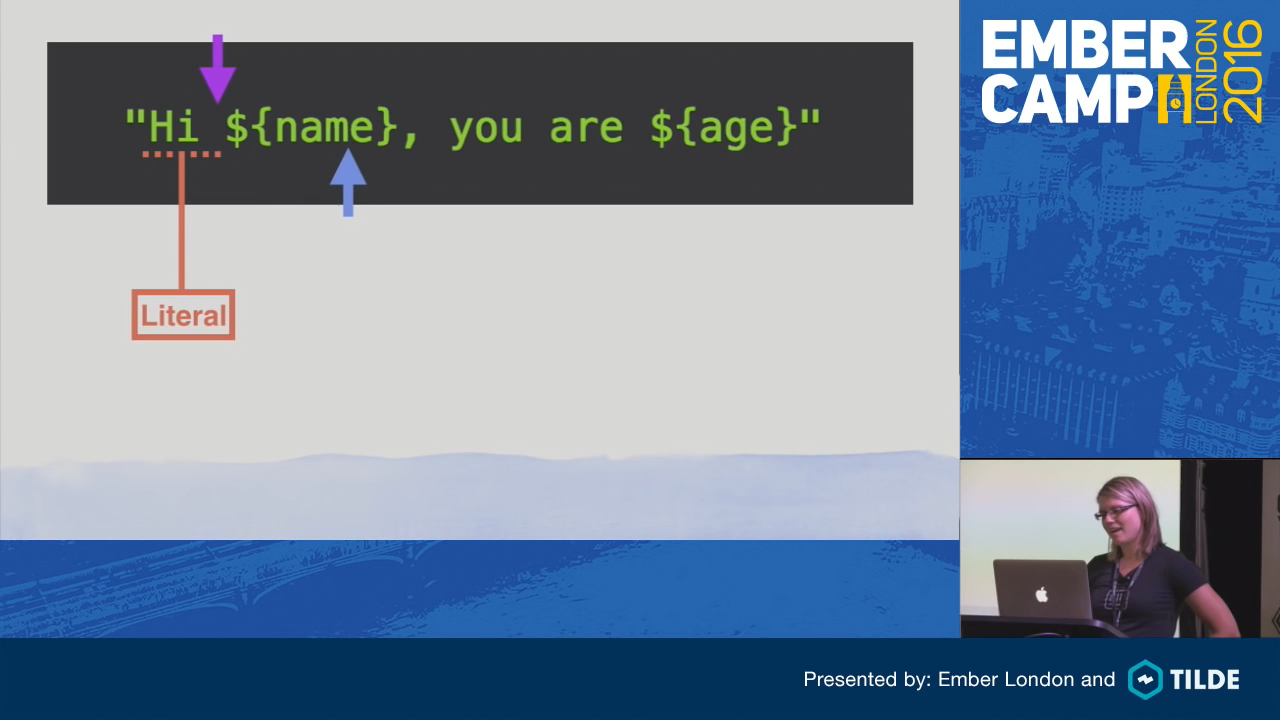 "Hi ${name}, you are ${age}"
Literal
EMBER
CAMP
LONDON
2016
Presented by: Ember London and
TILDE